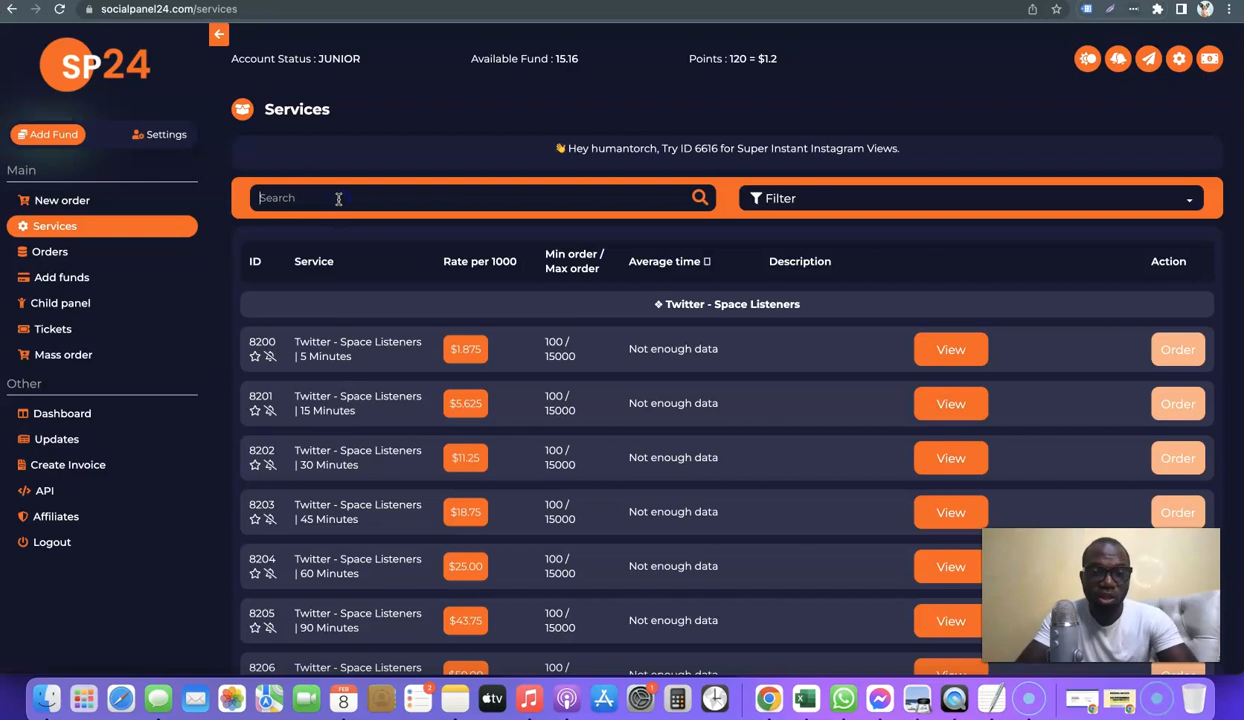 socialpanel24.com/services
SP24
Account Status : JUNIOR
Available Fund : 15.16
Points : 120 = $1.2
Add Fund
Settings
Main
New order
Services
Orders
Add funds
Child panel
Tickets
Mass order
Other
Dashboard
Updates
Create Invoice
API
Affiliates
Logout
Services
👋 Hey humantorch, Try ID 6616 for Super Instant Instagram Views.
Search
Filter
ID
Service
Rate per 1000
Min order /
Max order
Average time
Description
Action
❖ Twitter - Space Listeners
8200
Twitter - Space Listeners
| 5 Minutes
$1.875
100 /
15000
Not enough data
View
Order
8201
Twitter - Space Listeners
| 15 Minutes
$5.625
100 /
15000
Not enough data
View
Order
8202
Twitter - Space Listeners
| 30 Minutes
$11.25
100 /
15000
Not enough data
View
Order
8203
Twitter - Space Listeners
| 45 Minutes
$18.75
100 /
15000
Not enough data
View
Order
8204
Twitter - Space Listeners
| 60 Minutes
$25.00
100 /
15000
Not enough data
View
8205
Twitter - Space Listeners
| 90 Minutes
$43.75
100 /
15000
Not enough data
View
8206
Twitter - Space Listeners
100 /
Not enough data
FEB
8
2
tv
1